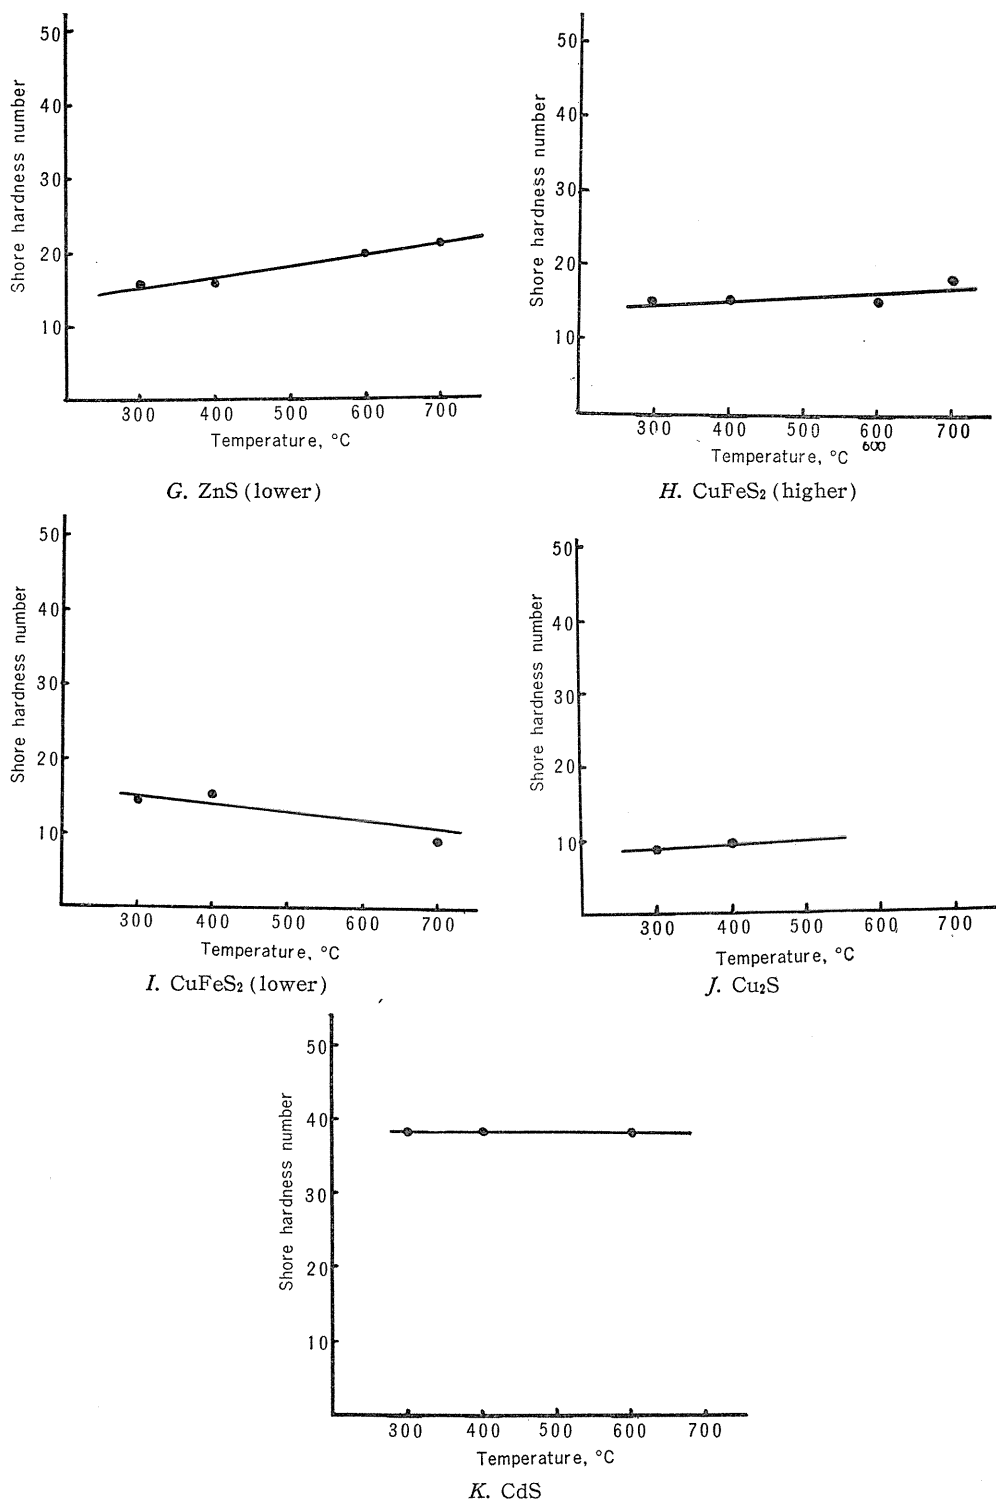 Shore hardness number
50
40
30
20
10
300 400 500 600 700
Temperature, °C
G. ZnS (lower)
Shore hardness number
50
40
30
20
10
300 400 500 600 700
600
Temperature, °C
H. CuFeS₂ (higher)
Shore hardness number
50
40
30
20
10
300 400 500 600 700
Temperature, °C
I. CuFeS₂ (lower)
Shore hardness number
50
40
30
20
10
300 400 500 600 700
Temperature, °C
J. Cu₂S
Shore hardness number
50
40
30
20
10
300 400 500 600 700
Temperature, °C
K. CdS